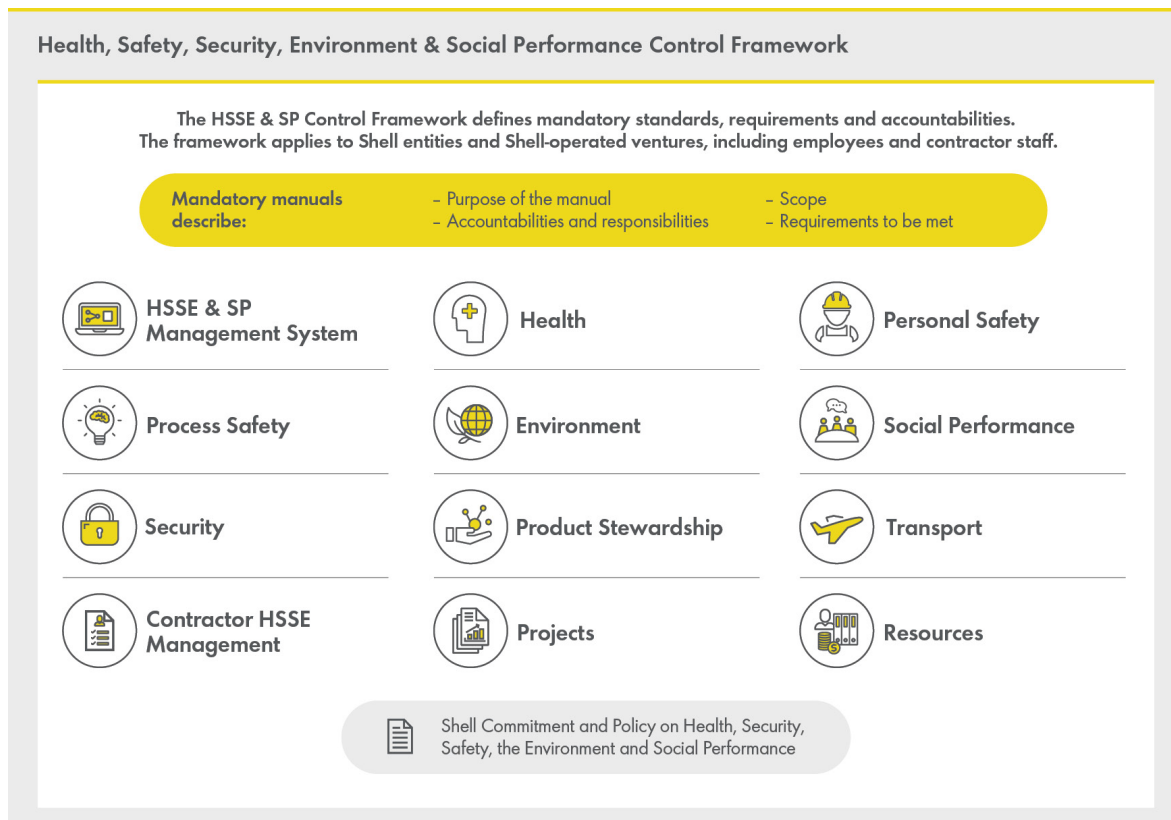 Health, Safety, Security, Environment & Social Performance Control Framework
The HSSE & SP Control Framework defines mandatory standards, requirements and accountabilities.
The framework applies to Shell entities and Shell-operated ventures, including employees and contractor staff.
Mandatory manuals
describe:
– Purpose of the manual
– Accountabilities and responsibilities
– Scope
– Requirements to be met
HSSE & SP
Management System
Health
Personal Safety
Process Safety
Environment
Social Performance
Security
Product Stewardship
Transport
Contractor HSSE
Management
Projects
Resources
Shell Commitment and Policy on Health, Security,
Safety, the Environment and Social Performance